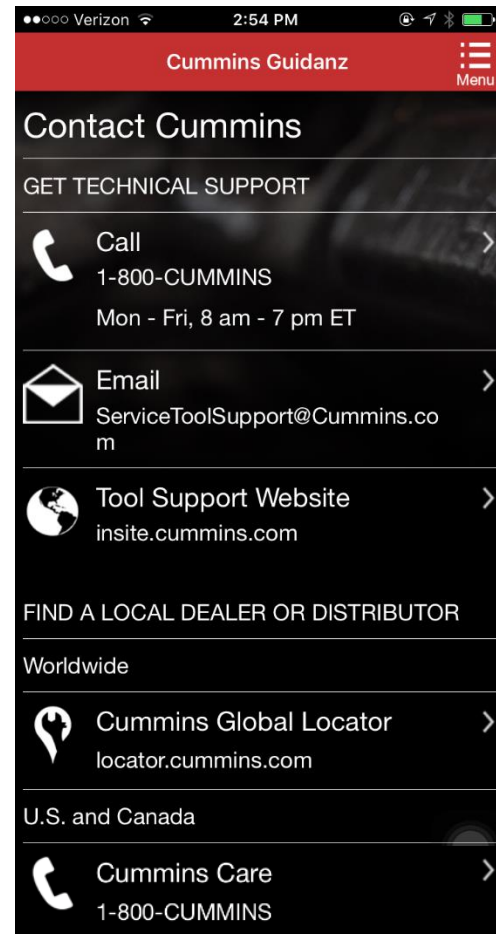 ●●○○○ Verizon 2:54 PM
Cummins Guidanz
Menu
Contact Cummins
GET TECHNICAL SUPPORT
Call
1-800-CUMMINS
Mon - Fri, 8 am - 7 pm ET
Email
ServiceToolSupport@Cummins.co
m
Tool Support Website
insite.cummins.com
FIND A LOCAL DEALER OR DISTRIBUTOR
Worldwide
Cummins Global Locator
locator.cummins.com
U.S. and Canada
Cummins Care
1-800-CUMMINS